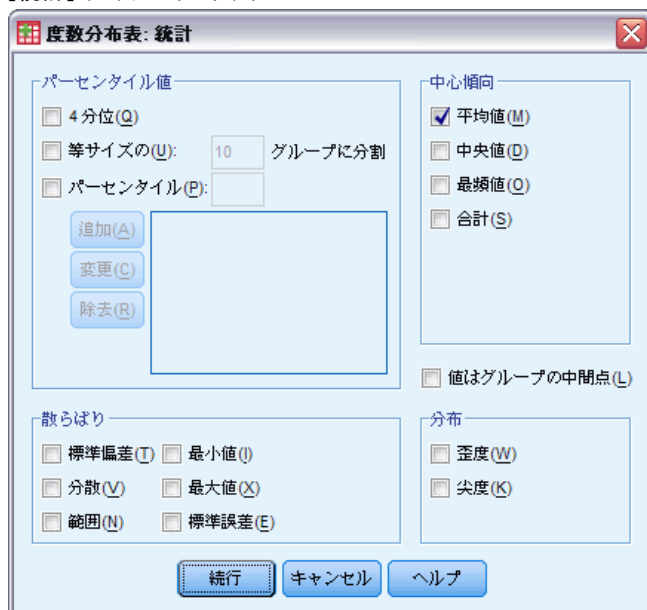 度数分布表: 統計
パーセンタイル値
4分位(Q)
等サイズの(U): 10 グループに分割
パーセンタイル(P):
追加(A)
変更(C)
除去(R)
中心傾向
平均値(M)
中央値(D)
最頻値(O)
合計(S)
値はグループの中間点(L)
散らばり
標準偏差(T) 最小値(I)
分散(V) 最大値(X)
範囲(N) 標準誤差(E)
分布
歪度(W)
尖度(K)
続行 キャンセル ヘルプ